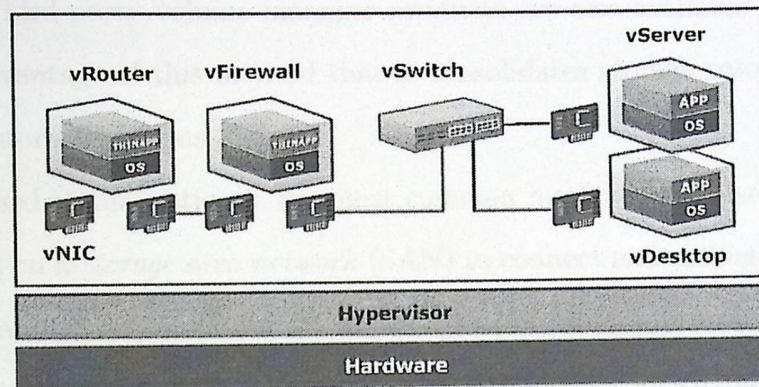 vServer
vRouter
vFirewall
vSwitch
THINAPP
OS
THINAPP
OS
APP
OS
APP
OS
vNIC
vDesktop
Hypervisor
Hardware